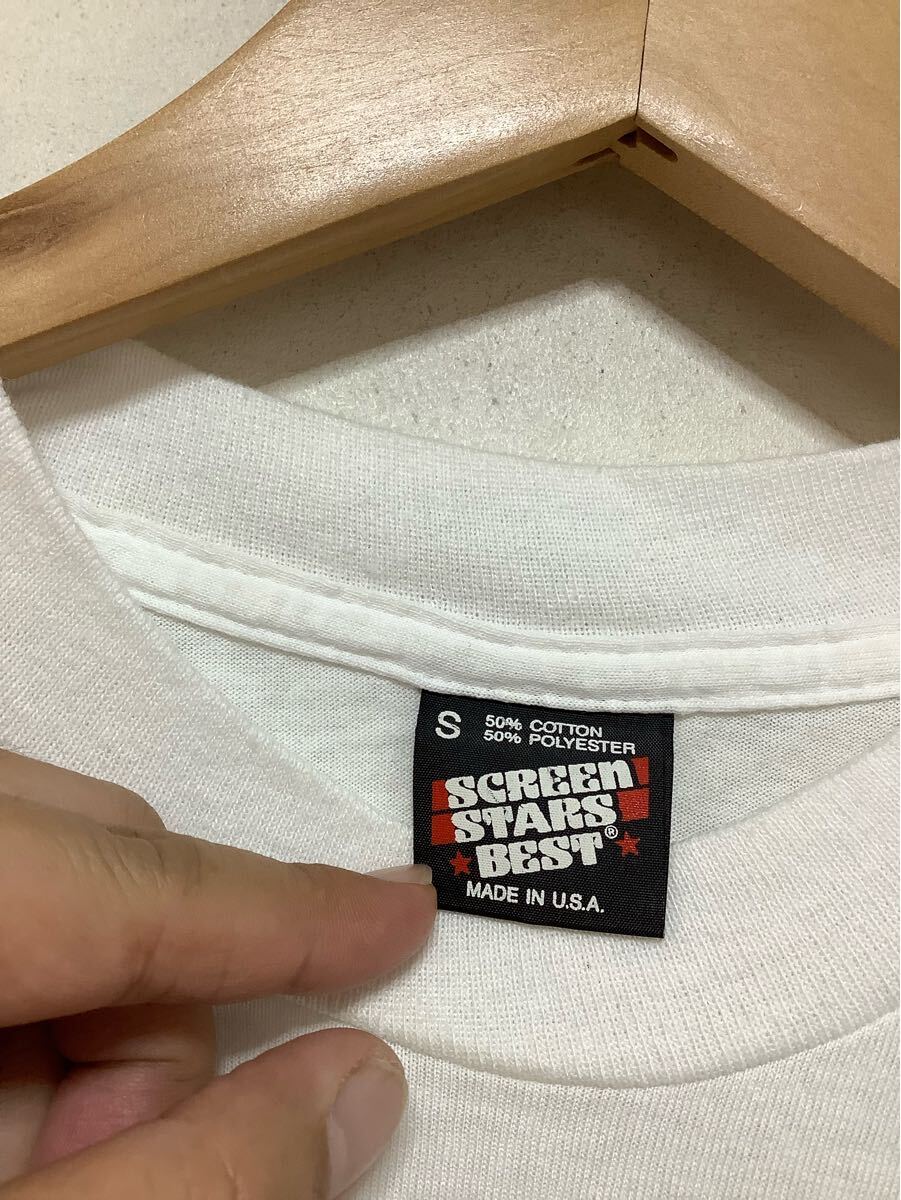 S 50% COTTON
50% POLYESTER
SCREEN
STARS
BEST®
MADE IN U.S.A.